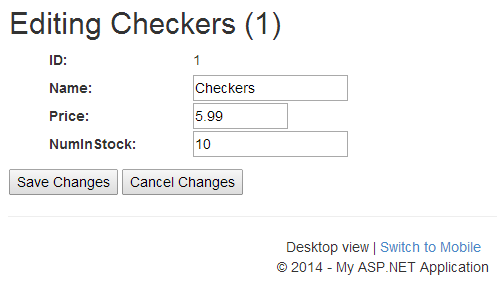 Editing Checkers (1)
ID: 1
Name: Checkers
Price: 5.99
NumInStock: 10
Save Changes Cancel Changes
Desktop view | Switch to Mobile
© 2014 - My ASP.NET Application